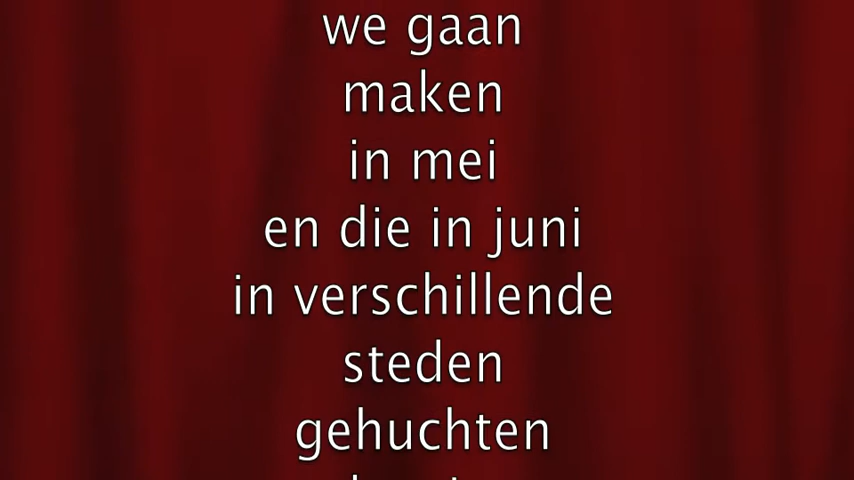 we gaan
maken
in mei
en die in juni
in verschillende
steden
gehuchten